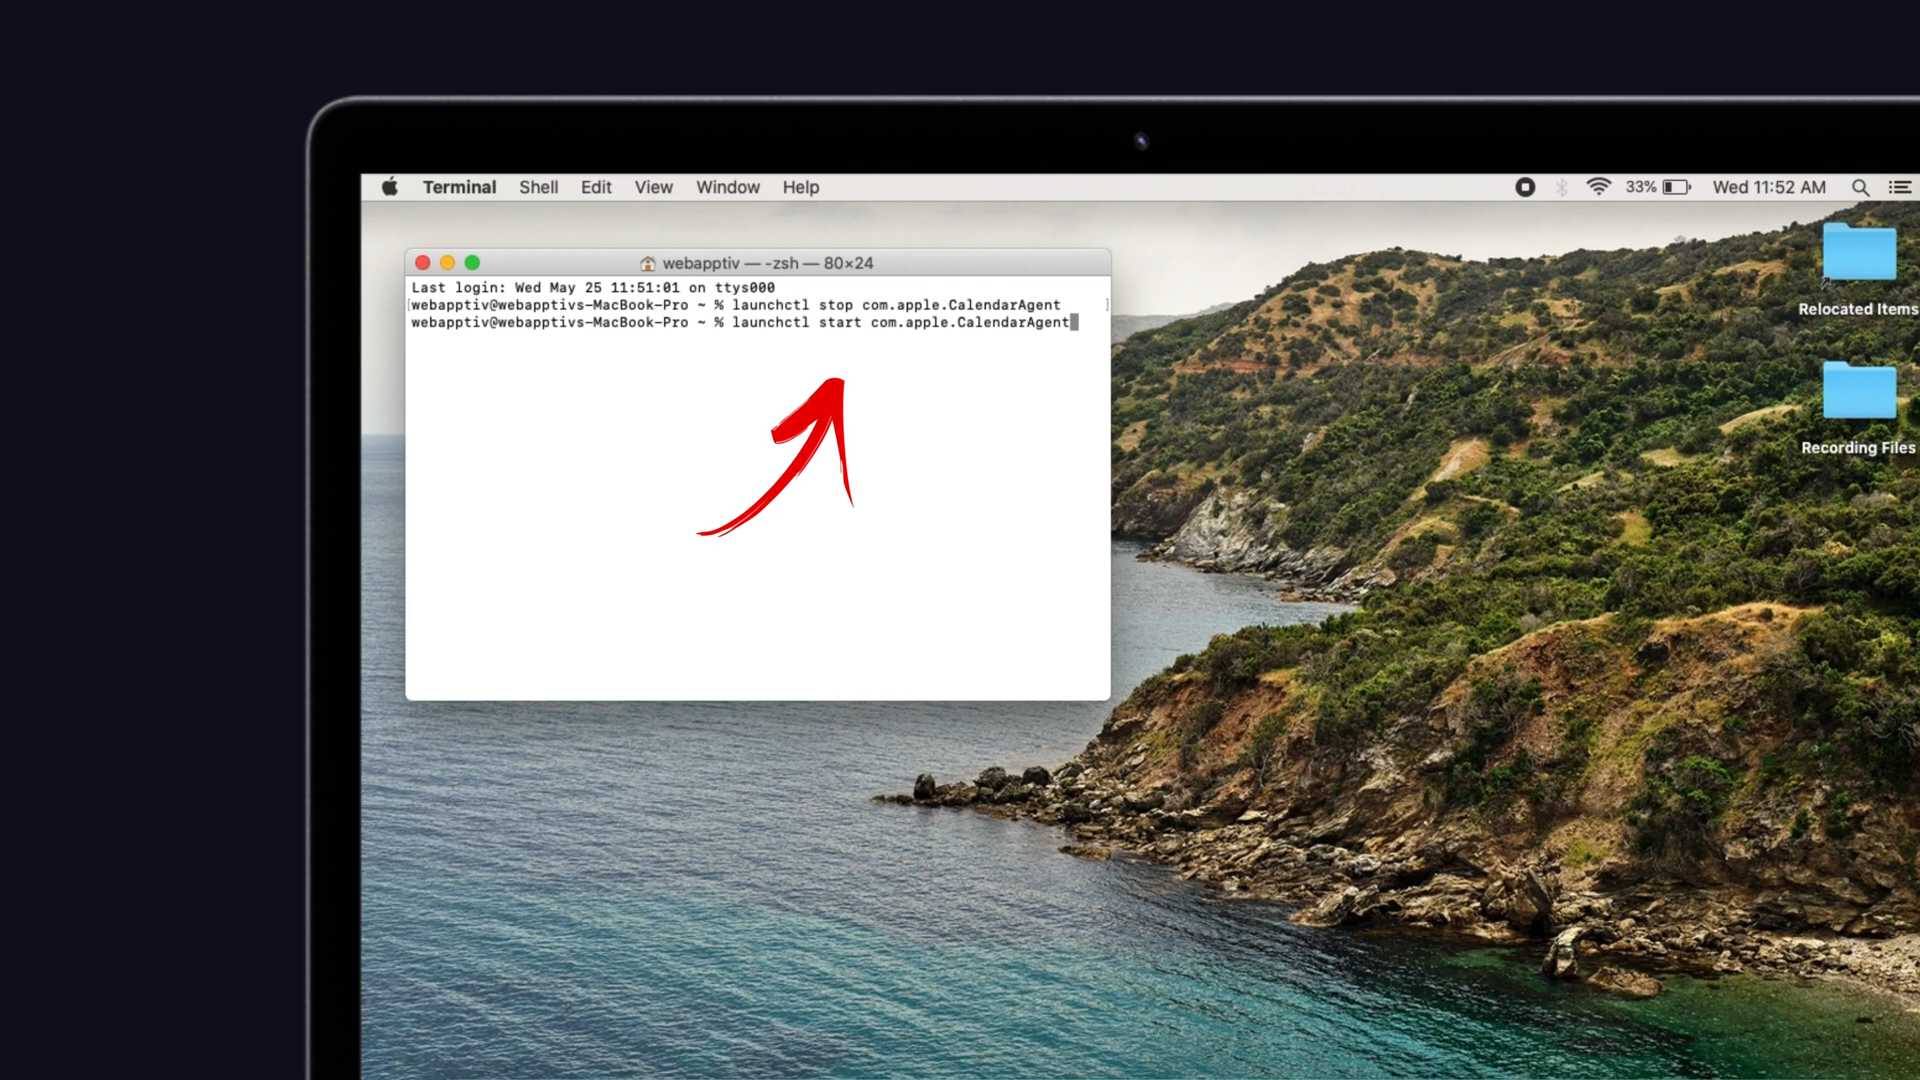 Terminal Shell Edit View Window Help 33% Wed 11:52 AM
webapptiv — -zsh — 80×24
Last login: Wed May 25 11:51:01 on ttys000
[webapptiv@webapptivs-MacBook-Pro ~ % launchctl stop com.apple.CalendarAgent ]
webapptiv@webapptivs-MacBook-Pro ~ % launchctl start com.apple.CalendarAgent
Relocated Items
Recording Files